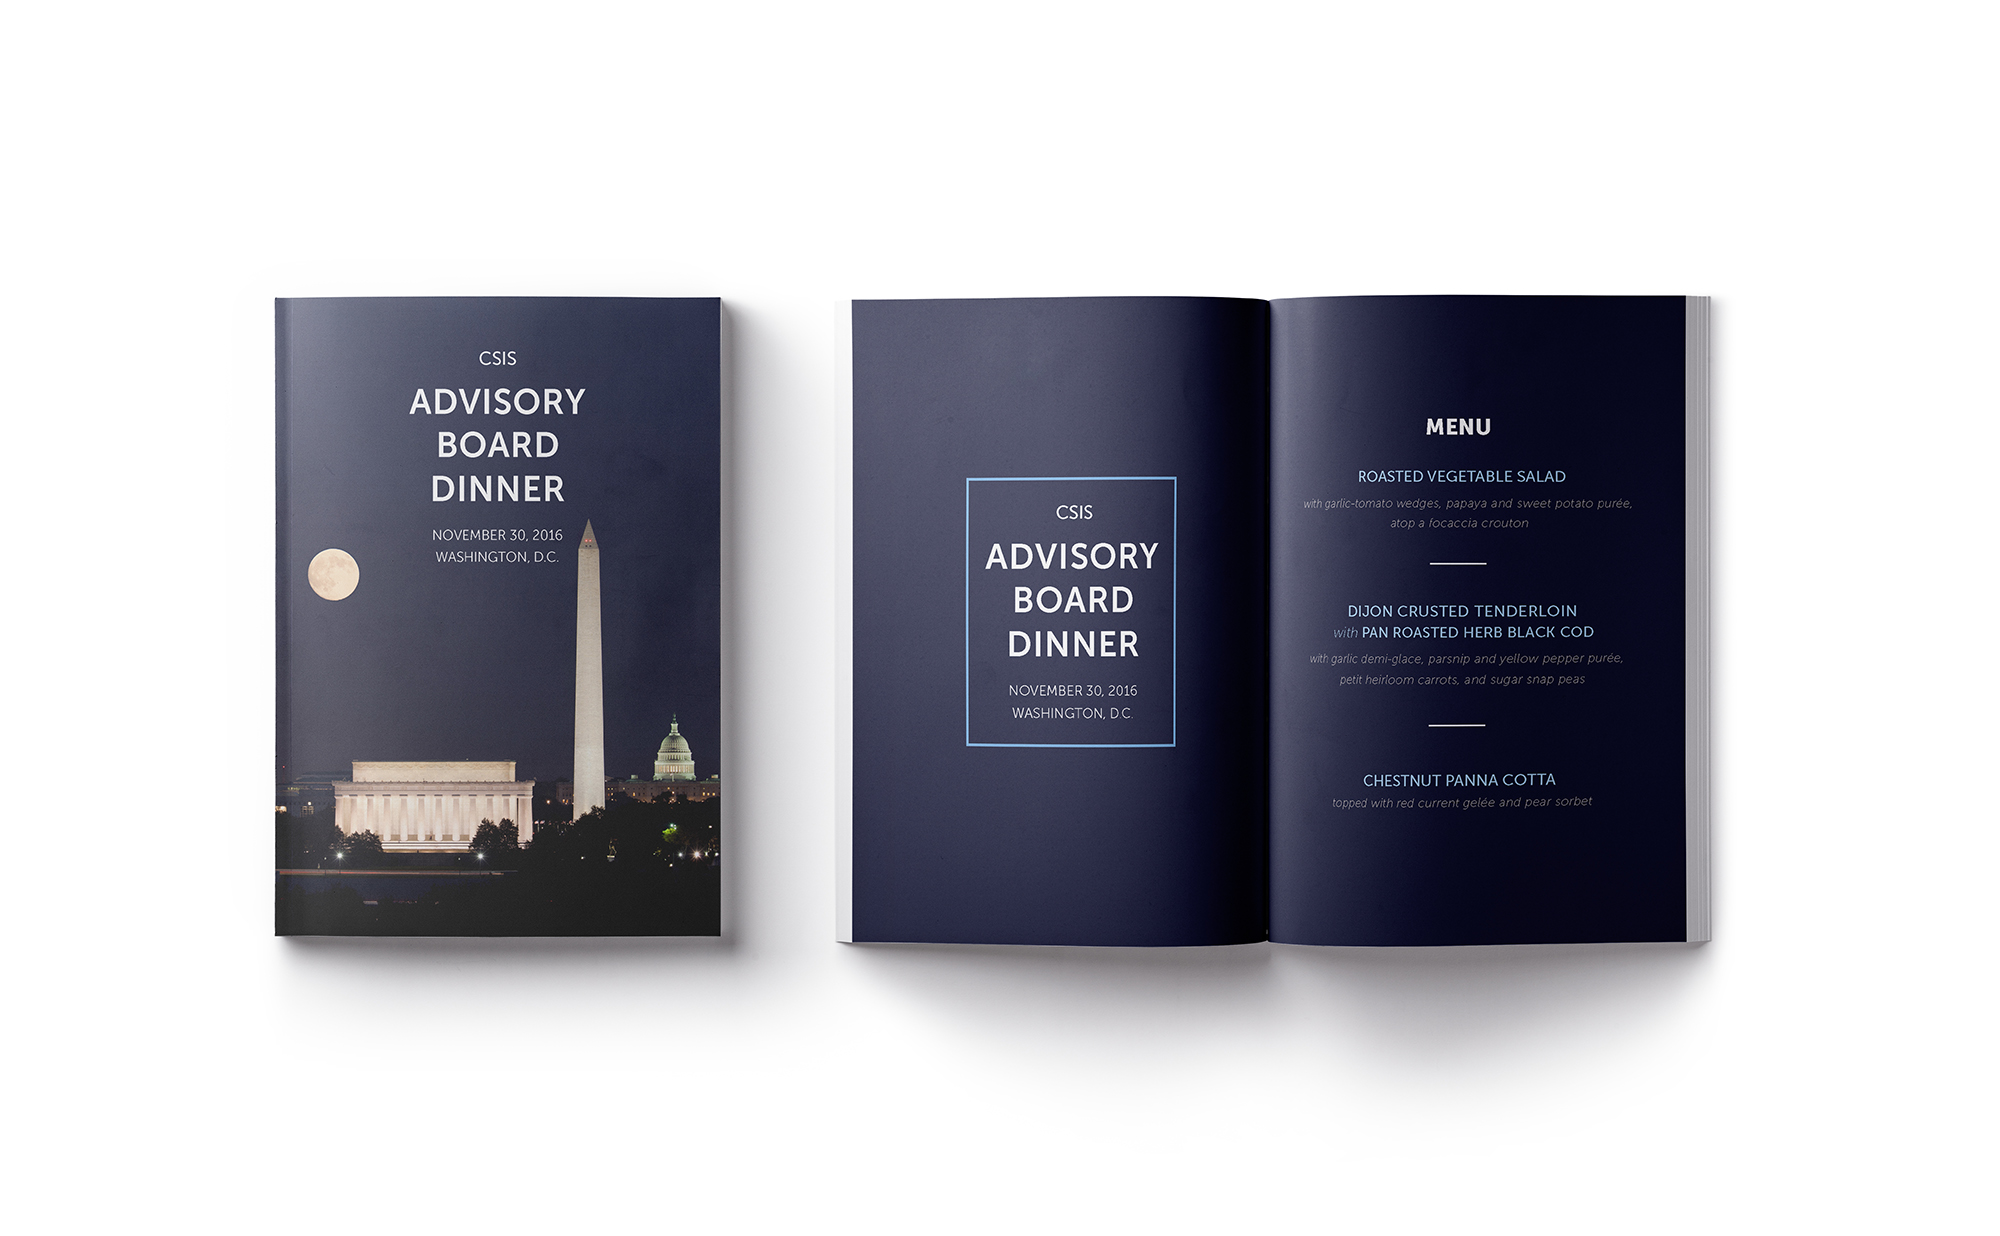 CSIS
ADVISORY
BOARD
DINNER
NOVEMBER 30, 2016
WASHINGTON, D.C.
CSIS
ADVISORY
BOARD
DINNER
NOVEMBER 30, 2016
WASHINGTON, D.C.
MENU
ROASTED VEGETABLE SALAD
with garlic-tomato wedges, papaya and sweet potato purée,
atop a focaccia crouton
DIJON CRUSTED TENDERLOIN
with PAN ROASTED HERB BLACK COD
with garlic demi-glace, parsnip and yellow pepper purée,
petit heirloom carrots, and sugar snap peas
CHESTNUT PANNA COTTA
topped with red current gelée and pear sorbet